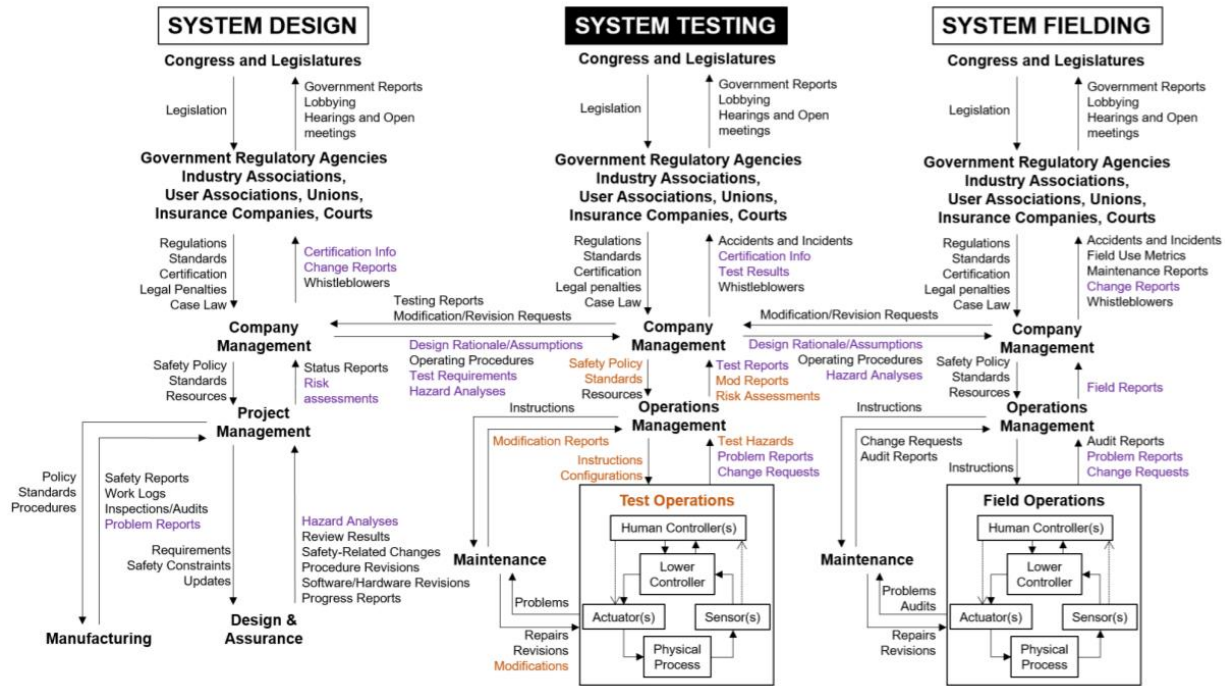 SYSTEM DESIGN
Congress and Legislatures
Legislation
Government Reports
Lobbying
Hearings and Open
meetings
Government Regulatory Agencies
Industry Associations,
User Associations, Unions,
Insurance Companies, Courts
Regulations
Standards
Certification
Legal Penalties
Case Law
Certification Info
Change Reports
Whistleblowers
Company
Management
Safety Policy
Standards
Resources
Status Reports
Risk
assessments
Project
Management
Policy
Standards
Procedures
Safety Reports
Work Logs
Inspections/Audits
Problem Reports
Requirements
Safety Constraints
Updates
Hazard Analyses
Review Results
Safety-Related Changes
Procedure Revisions
Software/Hardware Revisions
Progress Reports
Manufacturing
Design &
Assurance
Testing Reports
Modification/Revision Requests
Design Rationale/Assumptions
Operating Procedures
Test Requirements
Hazard Analyses
SYSTEM TESTING
Congress and Legislatures
Legislation
Government Reports
Lobbying
Hearings and Open
meetings
Government Regulatory Agencies
Industry Associations,
User Associations, Unions,
Insurance Companies, Courts
Regulations
Standards
Certification
Legal penalties
Case Law
Accidents and Incidents
Certification Info
Test Results
Whistleblowers
Company
Management
Safety Policy
Standards
Resources
Test Reports
Mod Reports
Risk Assessments
Operations
Management
Instructions
Modification Reports
Instructions
Configurations
Test Hazards
Problem Reports
Change Requests
Test Operations
Human Controller(s)
Lower
Controller
Actuator(s)
Sensor(s)
Physical
Process
Maintenance
Problems
Repairs
Revisions
Modifications
Modification/Revision Requests
Design Rationale/Assumptions
Operating Procedures
Hazard Analyses
SYSTEM FIELDING
Congress and Legislatures
Legislation
Government Reports
Lobbying
Hearings and Open
meetings
Government Regulatory Agencies
Industry Associations,
User Associations, Unions,
Insurance Companies, Courts
Regulations
Standards
Certification
Legal penalties
Case Law
Accidents and Incidents
Field Use Metrics
Maintenance Reports
Change Reports
Whistleblowers
Company
Management
Safety Policy
Standards
Resources
Field Reports
Operations
Management
Instructions
Change Requests
Audit Reports
Instructions
Audit Reports
Problem Reports
Change Requests
Field Operations
Human Controller(s)
Lower
Controller
Actuator(s)
Sensor(s)
Physical
Process
Maintenance
Problems
Audits
Repairs
Revisions